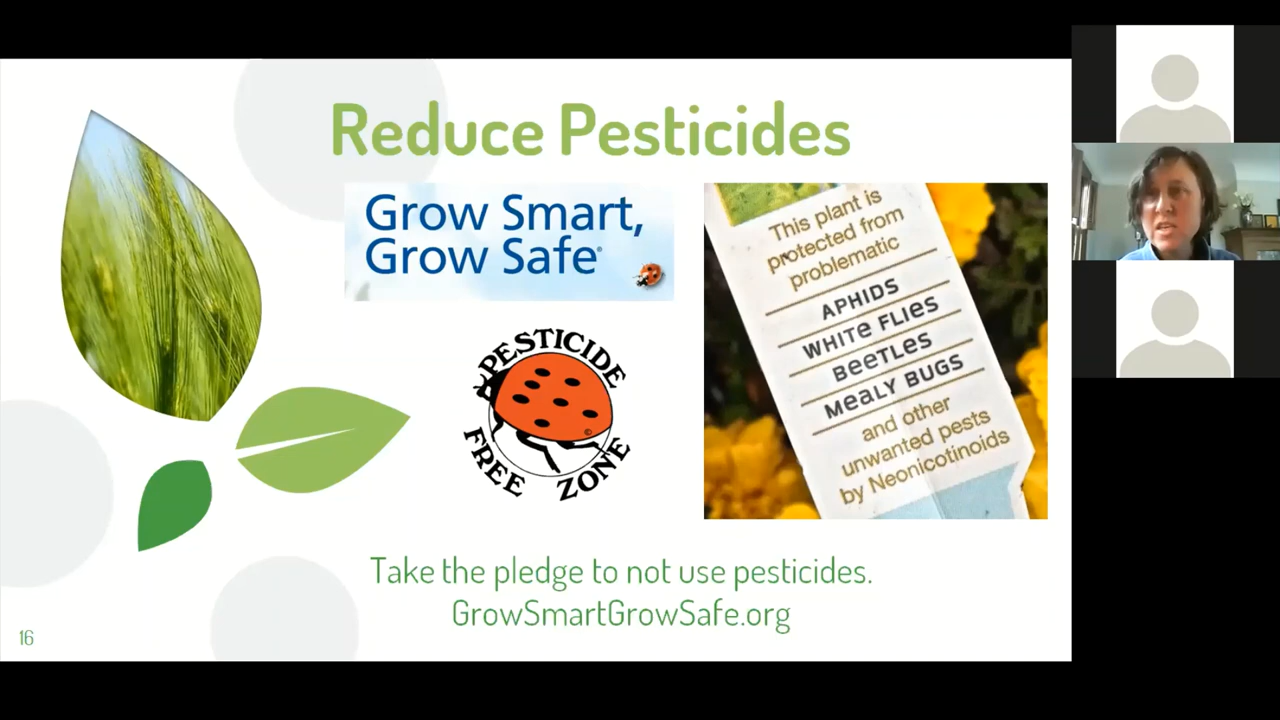 Reduce Pesticides
Grow Smart,
Grow Safe®
PESTICIDE
FREE ZONE
©
This plant is
protected from
problematic
APHIDS
WHITe FLIES
BeeTLeS
MeaLY BUGS
and other
unwanted pests
by Neonicotinoids
Take the pledge to not use pesticides.
GrowSmartGrowSafe.org
16